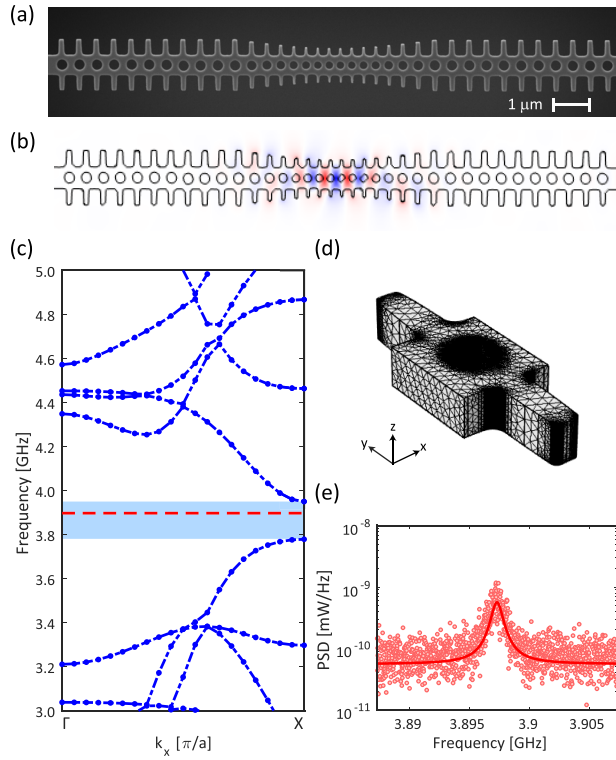 (a)
1 μm
(b)
(c)
5.0
4.8
4.6
4.4
4.2
4.0
3.8
3.6
3.4
3.2
3.0
Frequency [GHz]
Γ
X
kx [π/a]
(d)
z
y
x
(e)
10-8
10-9
10-10
10-11
PSD [mW/Hz]
3.89
3.895
3.9
3.905
Frequency [GHz]